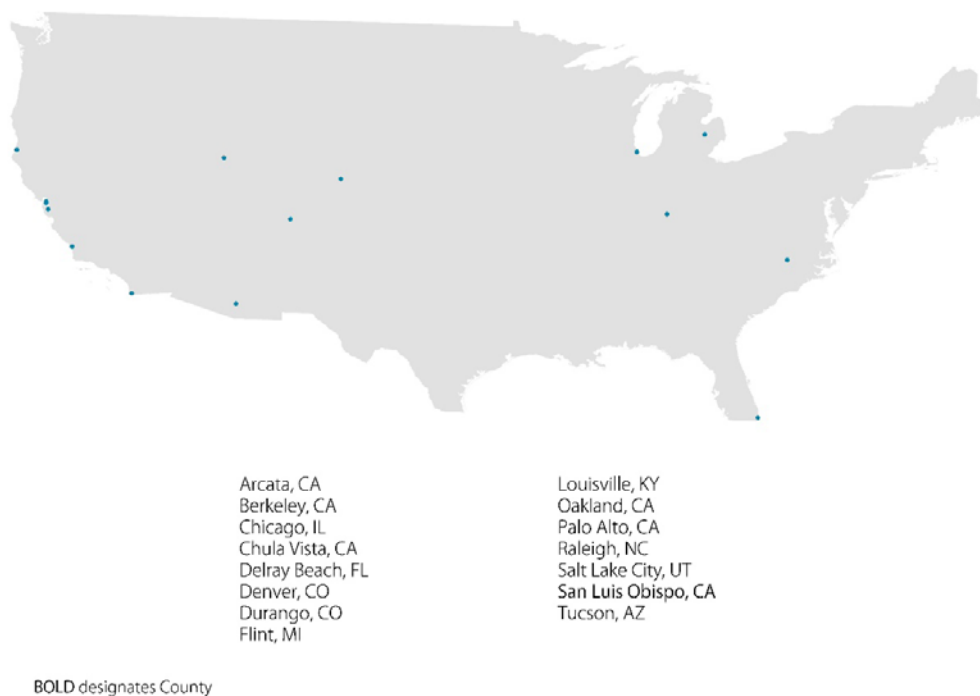 Arcata, CA
Berkeley, CA
Chicago, IL
Chula Vista, CA
Delray Beach, FL
Denver, CO
Durango, CO
Flint, MI
Louisville, KY
Oakland, CA
Palo Alto, CA
Raleigh, NC
Salt Lake City, UT
San Luis Obispo, CA
Tucson, AZ
BOLD designates County